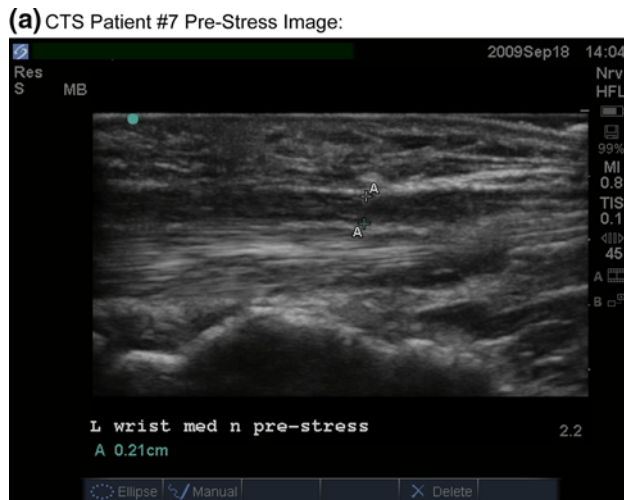 (a) CTS Patient #7 Pre-Stress Image:
2009Sep18 14:04
Res
S MB
Nrv
HFL
99%
MI
0.8
TIS
0.1
45
A
B
A
A
L wrist med n pre-stress
2.2
A 0.21cm
Ellipse Manual Delete